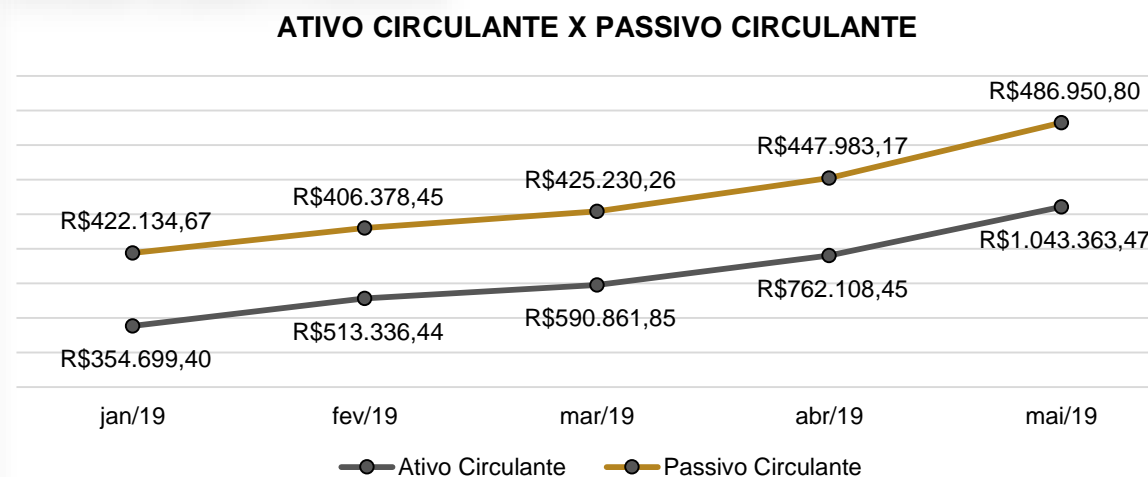 ATIVO CIRCULANTE X PASSIVO CIRCULANTE
R$486.950,80
R$447.983,17
R$425.230,26
R$406.378,45
R$422.134,67
R$1.043.363,47
R$762.108,45
R$590.861,85
R$513.336,44
R$354.699,40
jan/19 fev/19 mar/19 abr/19 mai/19
Ativo Circulante Passivo Circulante